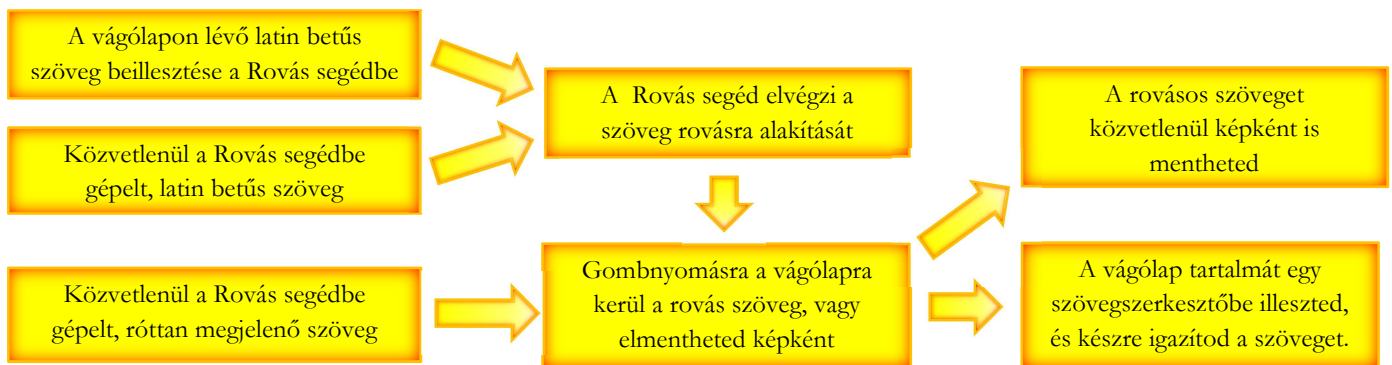 A vágólapon lévő latin betűs
szöveg beillesztése a Rovás segédbe
Közvetlenül a Rovás segédbe
gépelt, latin betűs szöveg
Közvetlenül a Rovás segédbe
gépelt, róttan megjelenő szöveg
A Rovás segéd elvégzi a
szöveg rovásra alakítását
Gombnyomásra a vágólapra
kerül a rovás szöveg, vagy
elmentheted képként
A rovásos szöveget
közvetlenül képként is
mentheted
A vágólap tartalmát egy
szövegszerkesztőbe illeszted,
és készre igazítod a szöveget.